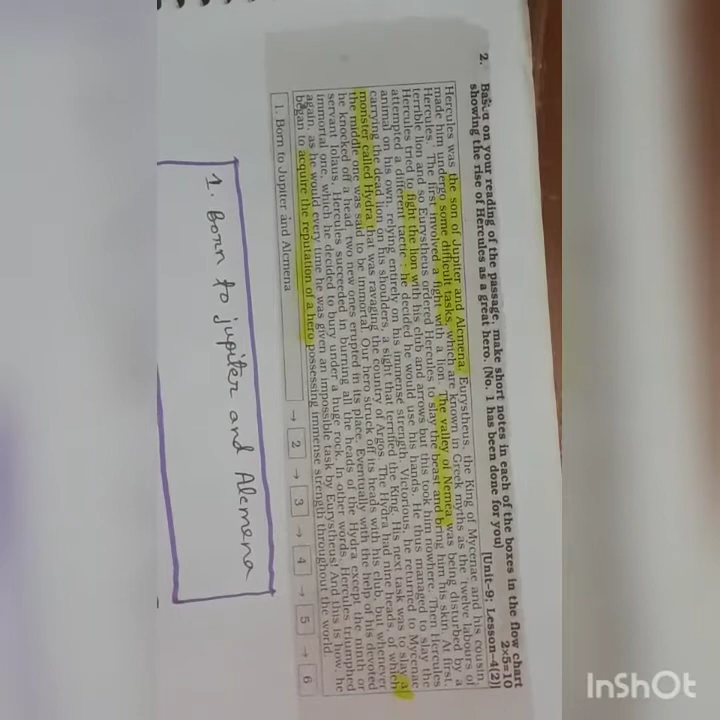 2. Based on your reading of the passage, make short notes in each of the boxes in the flow chart
showing the rise of Hercules as a great hero. (No. 1 has been done for you) 2×5=10
[Unit-9; Lesson-4(2)]
Hercules was the son of Jupiter and Alcmena. Eurystheus, the King of Mycenae and his cousin,
made him undergo some difficult tasks, which are known in Greek myths as the 'twelve labours of
Hercules.' The first involved a fight with a lion. The valley of Nemea was being disturbed by a
terrible lion and so Eurystheus ordered Hercules to slay the beast and bring him his skin. At first,
Hercules tried to fight the lion with his club and arrows but this took him nowhere. Then Hercules
attempted a different tactic - he decided he would use his hands. He thus managed to slay the
animal on his own, relying entirely on his immense strength. Victorious, he returned to Mycenae
carrying the dead lion on his shoulders, a sight that terrified the King. His next task was to slay a
monster called Hydra that was ravaging the country of Argos. The Hydra had nine heads, of which
the middle one was said to be immortal. Our hero struck off its heads with his club, but whenever
he knocked off a head, two new ones erupted in its place. Eventually with the help of his devoted
servant Iolaus, Hercules succeeded in burning all the heads of the Hydra except the ninth or
immortal one, which he decided to bury under a huge rock. In other words, Hercules triumphed
again, as he would every time he was given an impossible task by Eurystheus! And this is how, he
began to acquire the reputation of a hero possessing immense strength throughout the world.
1. Born to Jupiter and Alcmena → 2 → 3 → 4 → 5 → 6
1. Born to jupiter and Alcmena
InShOt